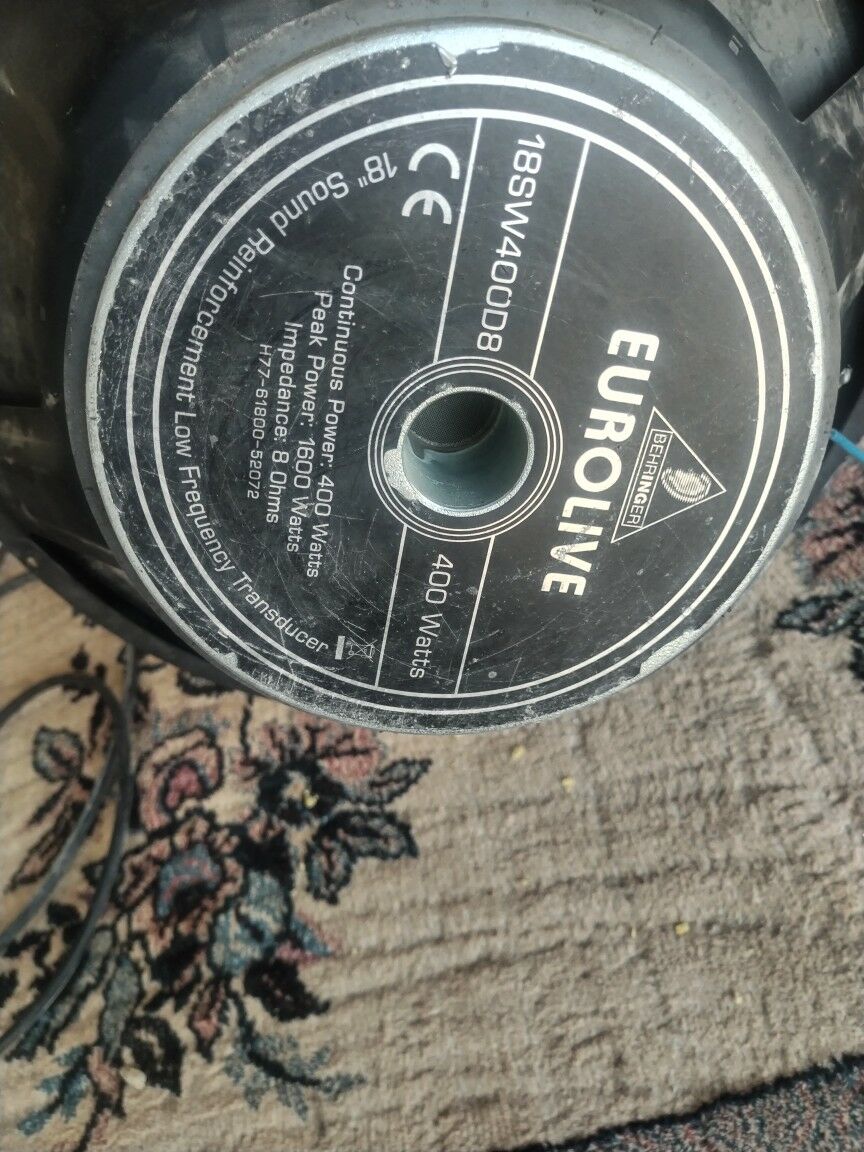 BEHRINGER
EUROLIVE
18SW400D8
400 Watts
CE
Continuous Power: 400 Watts
Peak Power: 1600 Watts
Impedance: 8 Ohms
H77-61800-52072
18" Sound Reinforcement Low Frequency Transducer